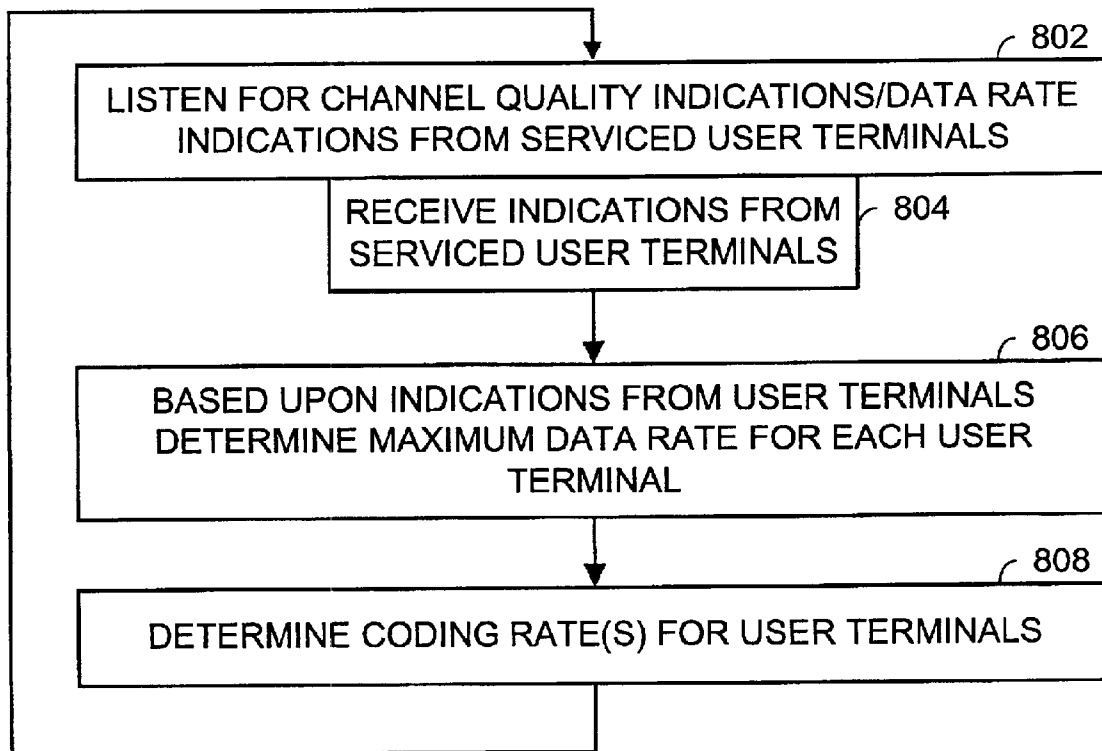 802
LISTEN FOR CHANNEL QUALITY INDICATIONS/DATA RATE
INDICATIONS FROM SERVICED USER TERMINALS
RECEIVE INDICATIONS FROM
SERVICED USER TERMINALS
804
806
BASED UPON INDICATIONS FROM USER TERMINALS
DETERMINE MAXIMUM DATA RATE FOR EACH USER
TERMINAL
808
DETERMINE CODING RATE(S) FOR USER TERMINALS